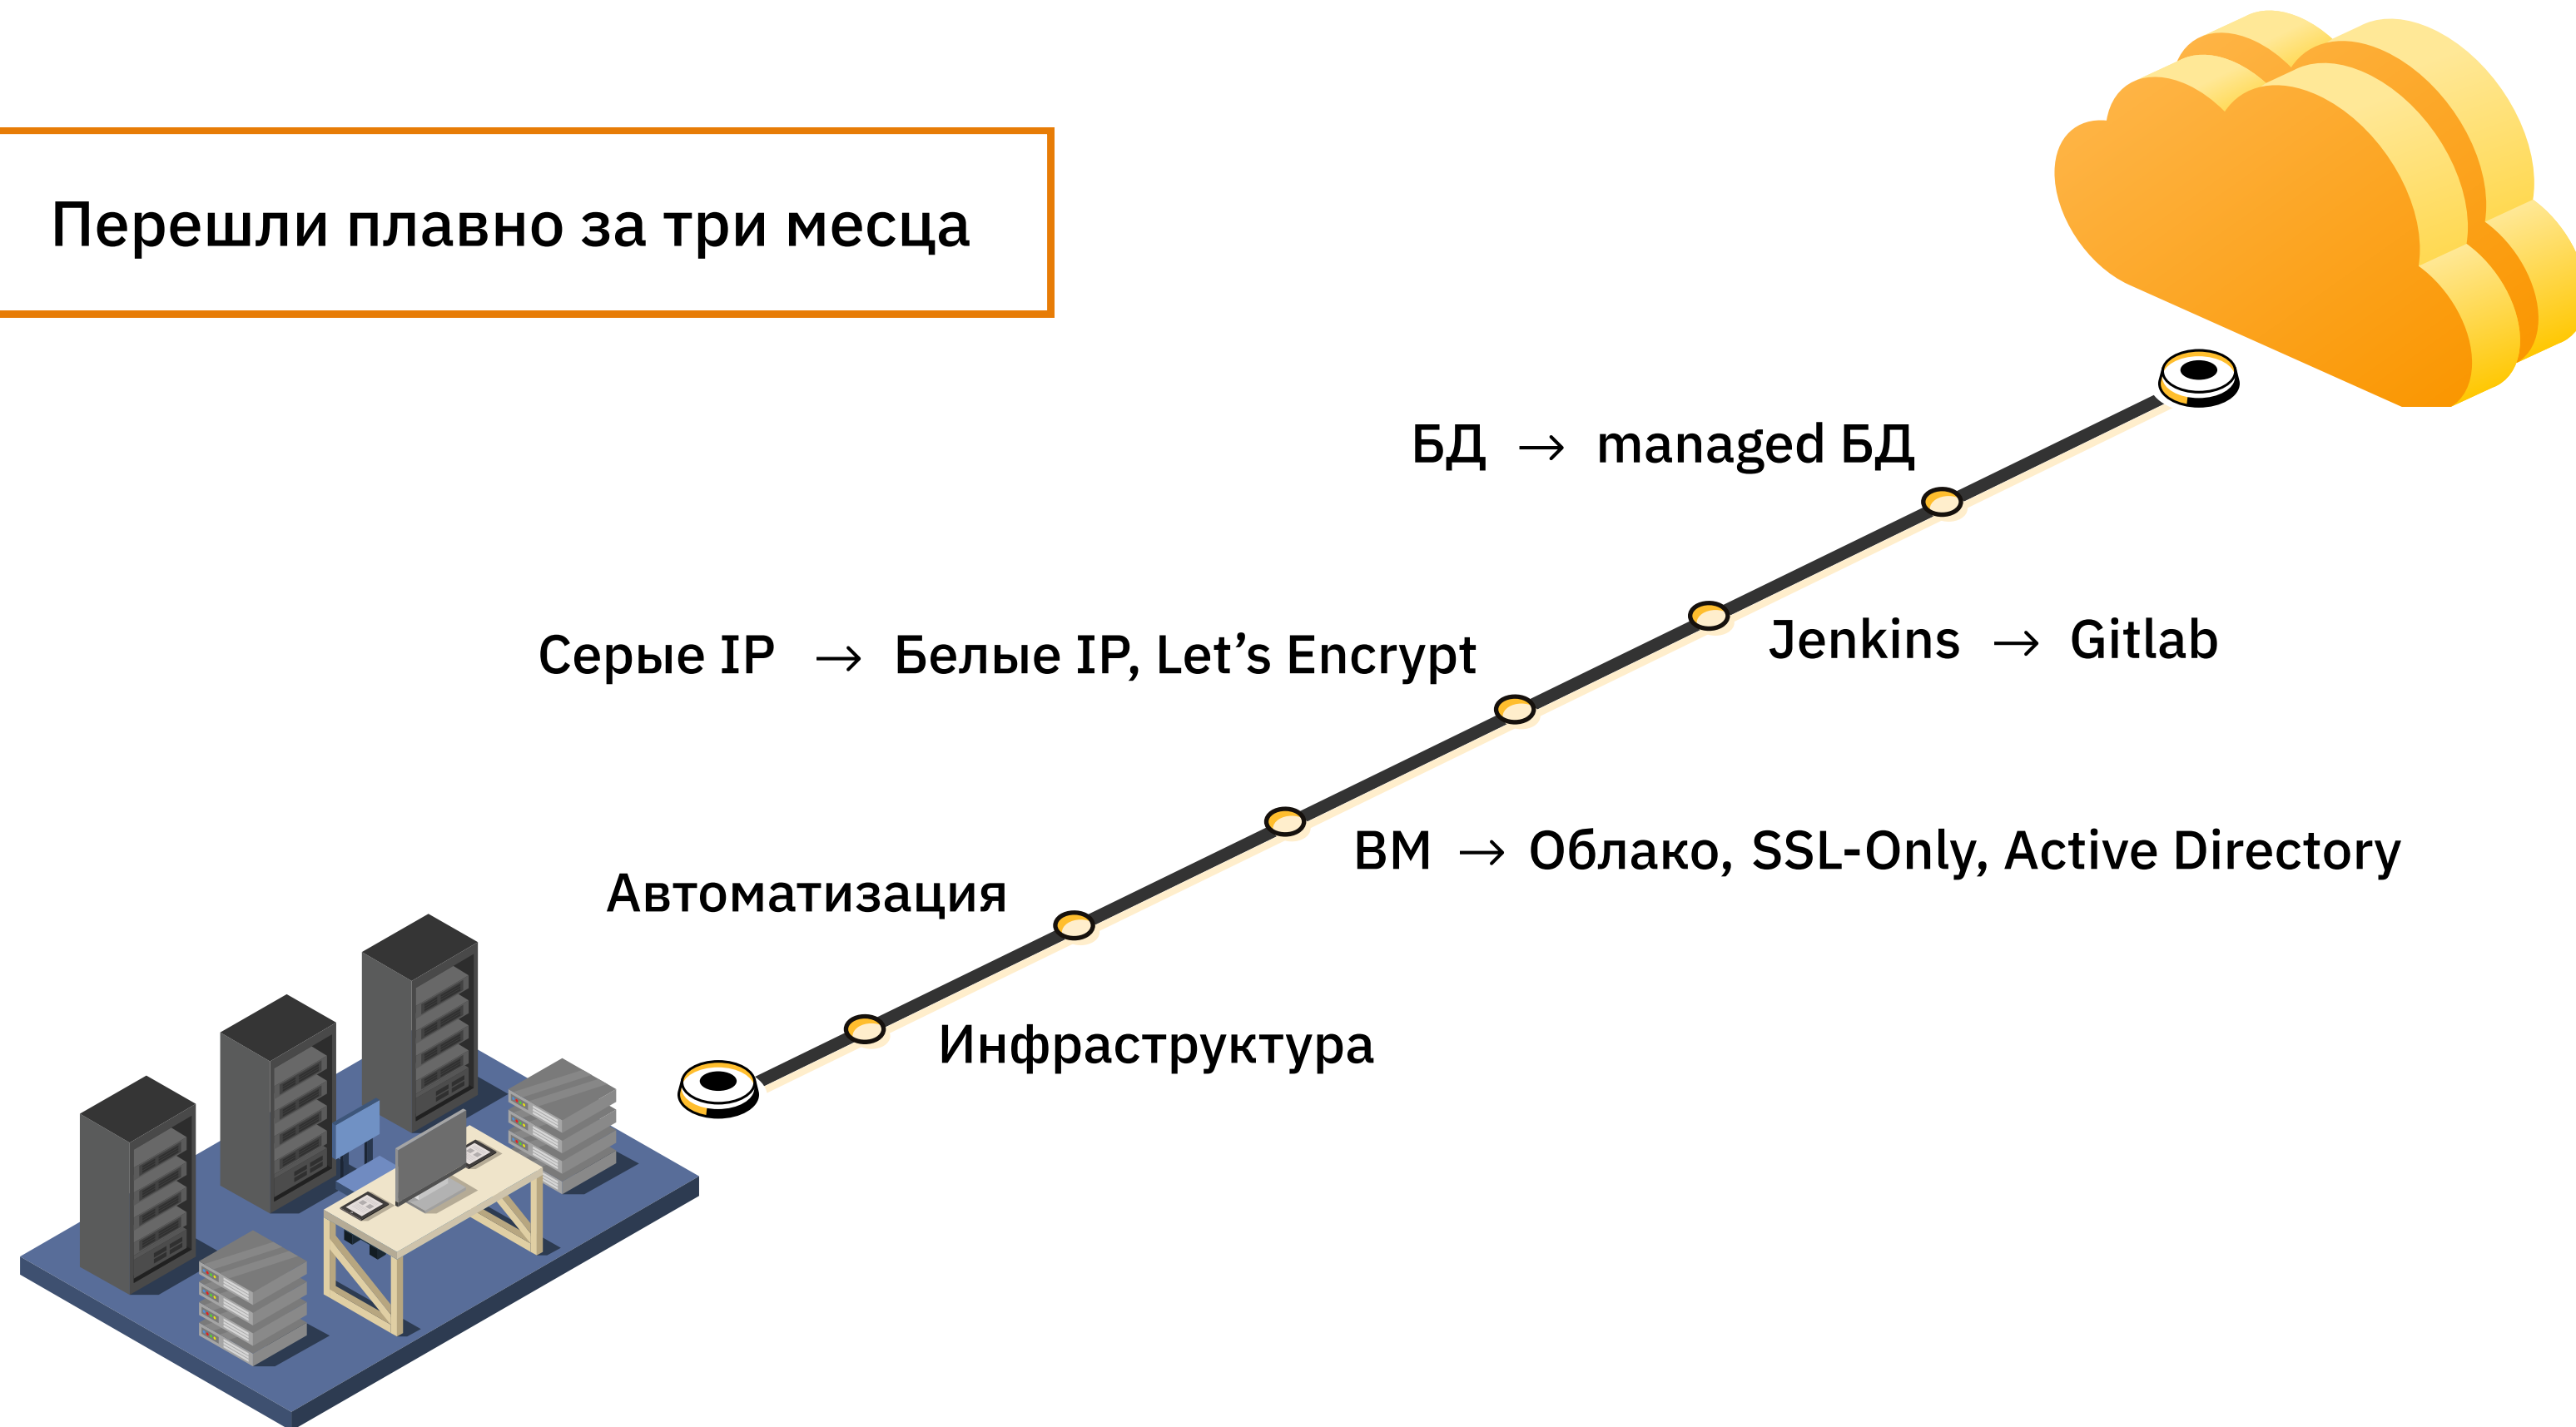 Перешли плавно за три месца
БД → managed БД
Jenkins → Gitlab
Серые IP → Белые IP, Let’s Encrypt
ВМ → Облако, SSL-Only, Active Directory
Автоматизация
Инфраструктура